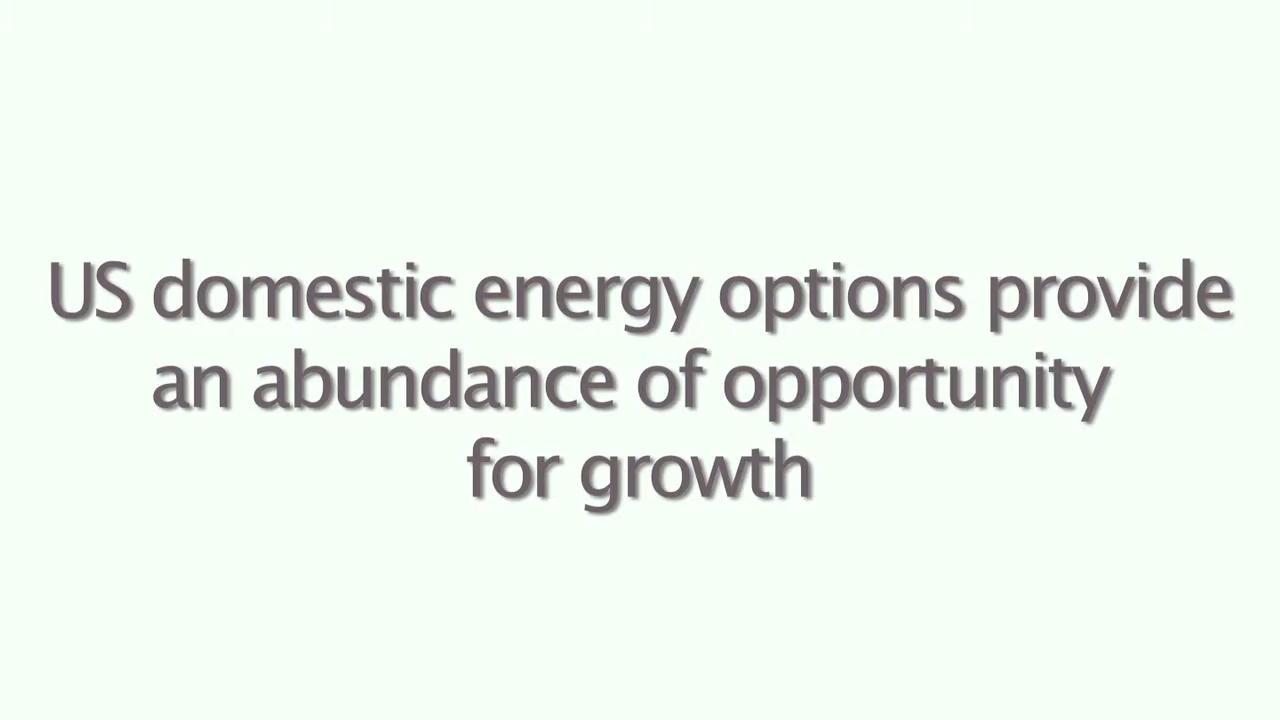 US domestic energy options provide
an abundance of opportunity
for growth